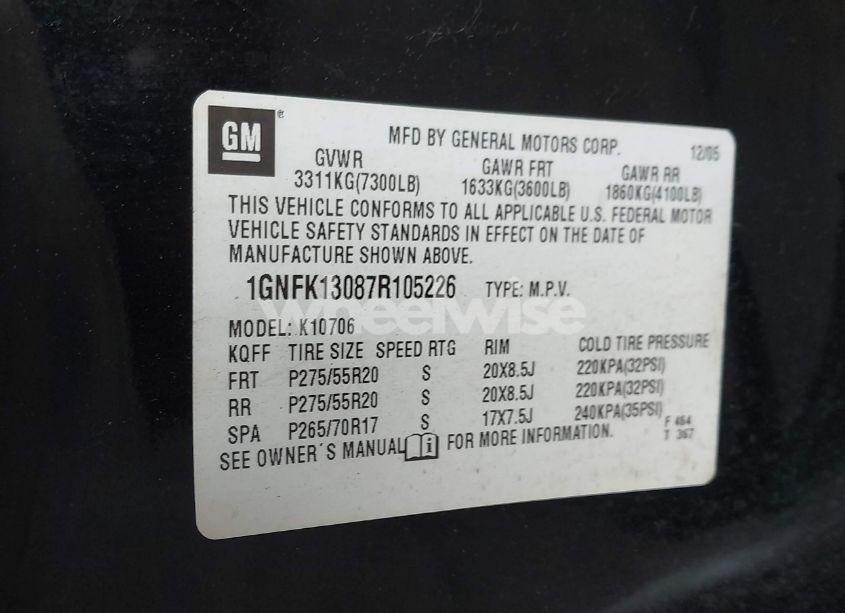 GM®
MFD BY GENERAL MOTORS CORP. 12/05
GVWR GAWR FRT GAWR RR
3311KG(7300LB) 1633KG(3600LB) 1860KG(4100LB)
THIS VEHICLE CONFORMS TO ALL APPLICABLE U.S. FEDERAL MOTOR
VEHICLE SAFETY STANDARDS IN EFFECT ON THE DATE OF
MANUFACTURE SHOWN ABOVE.
1GNFK13087R105226 TYPE: M.P.V.
wheelwise
MODEL: K10706
KQFF TIRE SIZE SPEED RTG RIM COLD TIRE PRESSURE
FRT P275/55R20 S 20X8.5J 220KPA(32PSI)
RR P275/55R20 S 20X8.5J 220KPA(32PSI)
SPA P265/70R17 S 17X7.5J 240KPA(35PSI)
F 464
SEE OWNER'S MANUAL i FOR MORE INFORMATION. T 367